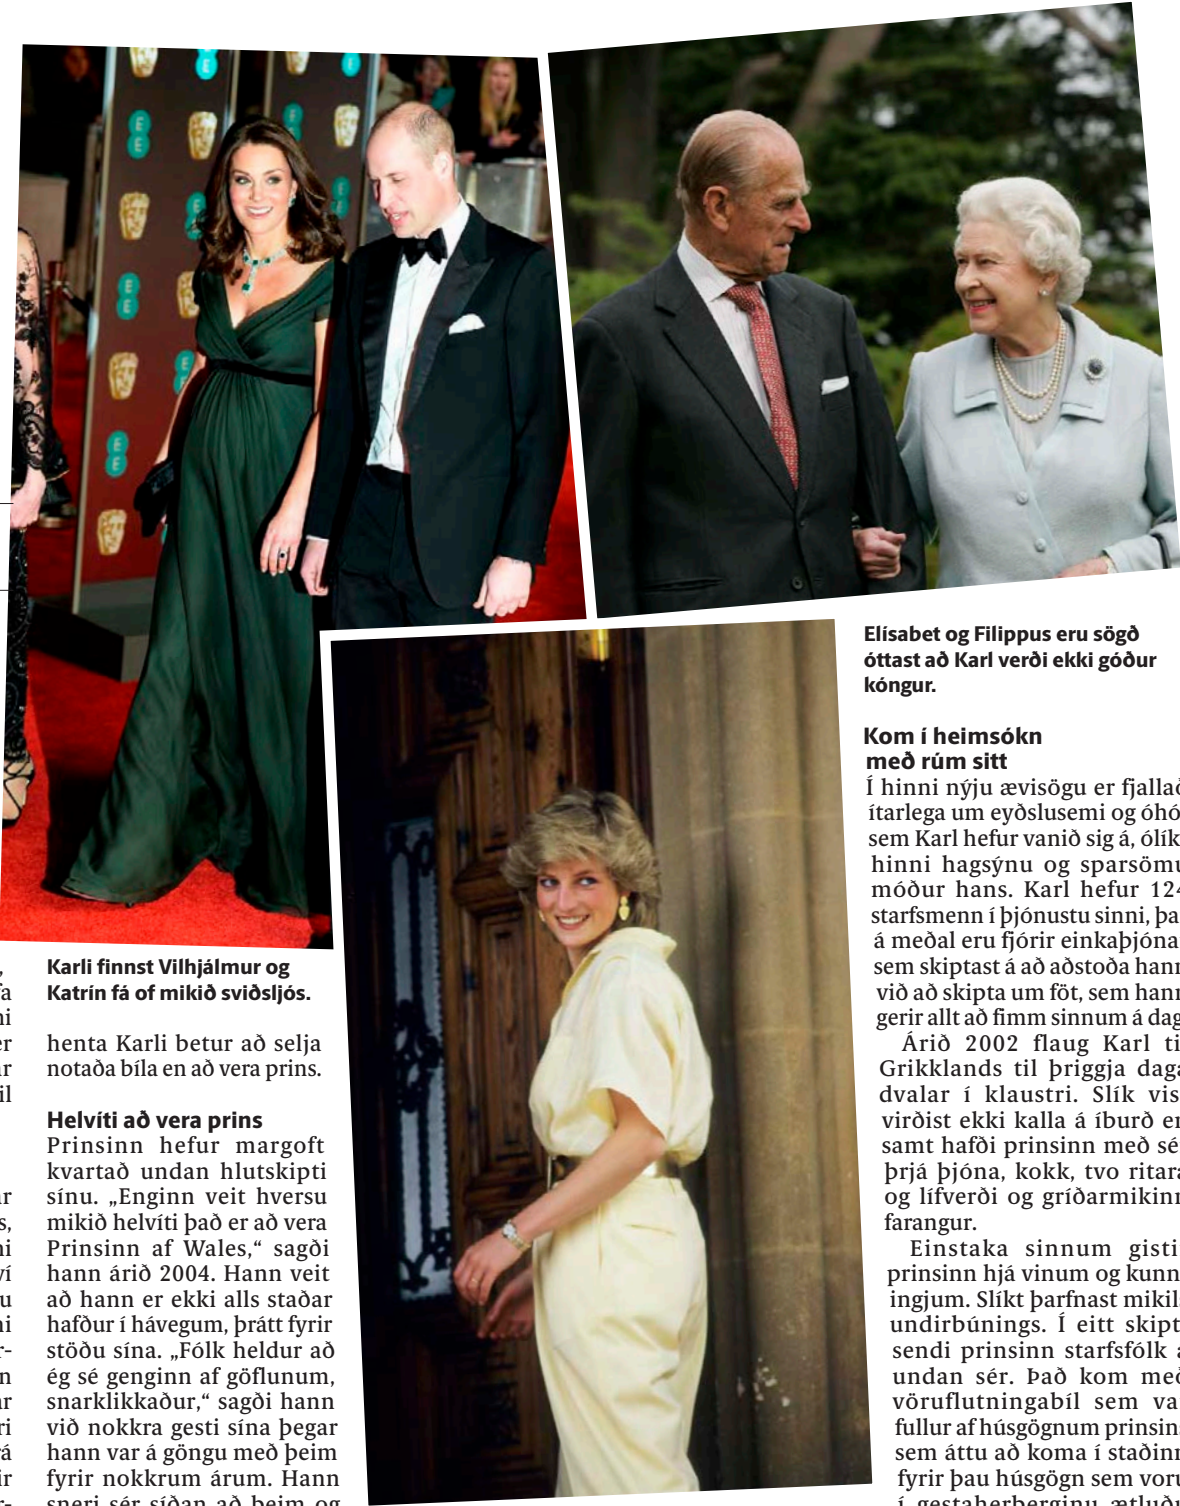 Karli finnst Vilhjálmur og
Katrín fá of mikið sviðsljós.
henta Karli betur að selja
notaða bíla en að vera prins.
Helvíti að vera prins
Prinsinn hefur margoft
kvartað undan hlutskipti
sínu. „Enginn veit hversu
mikið helvíti það er að vera
Prinsinn af Wales,“ sagði
hann árið 2004. Hann veit
að hann er ekki alls staðar
hafður í hávegum, þrátt fyrir
stöðu sína. „Fólk heldur að
ég sé genginn af göflunum,
snarklikkaður,“ sagði hann
við nokkra gesti sína þegar
hann var á göngu með þeim
fyrir nokkrum árum. Hann
sneri sér síðan að þeim og
Elísabet og Filippus eru sögð
óttast að Karl verði ekki góður
kóngur.
Kom í heimsókn
með rúm sitt
Í hinni nýju ævisögu er fjallað
ítarlega um eyðslusemi og
sem Karl hefur vanið sig á,
hinni hagsýnu og sparsömu
móður hans. Karl hefur 124
starfsmenn í þjónustu sinni,
á meðal eru fjórir
sem skiptast á að aðstoða hann
við að skipta um föt, sem hann
gerir allt að fimm sinnum á dag
Árið 2002 flaug Karl
Grikklands til þriggja daga
dvalar í klaustri. Slík
virðist ekki kalla á íburð en
samt hafði prinsinn með
þrjá þjóna, kokk, tvo ritara
og lífverði og gríðarmikinn
farangur.
Einstaka sinnum
prinsinn hjá vinum og kunn-
ingjum. Slíkt þarfnast
undirbúnings. Í eitt
sendi prinsinn starfsfólk á
undan sér. Það kom með
vöruflutningabíl sem
fullur af húsgögnum prinsins
sem áttu að koma í staðinn
fyrir þau húsgögn sem voru
í gestaherberginu ætluðu
EE